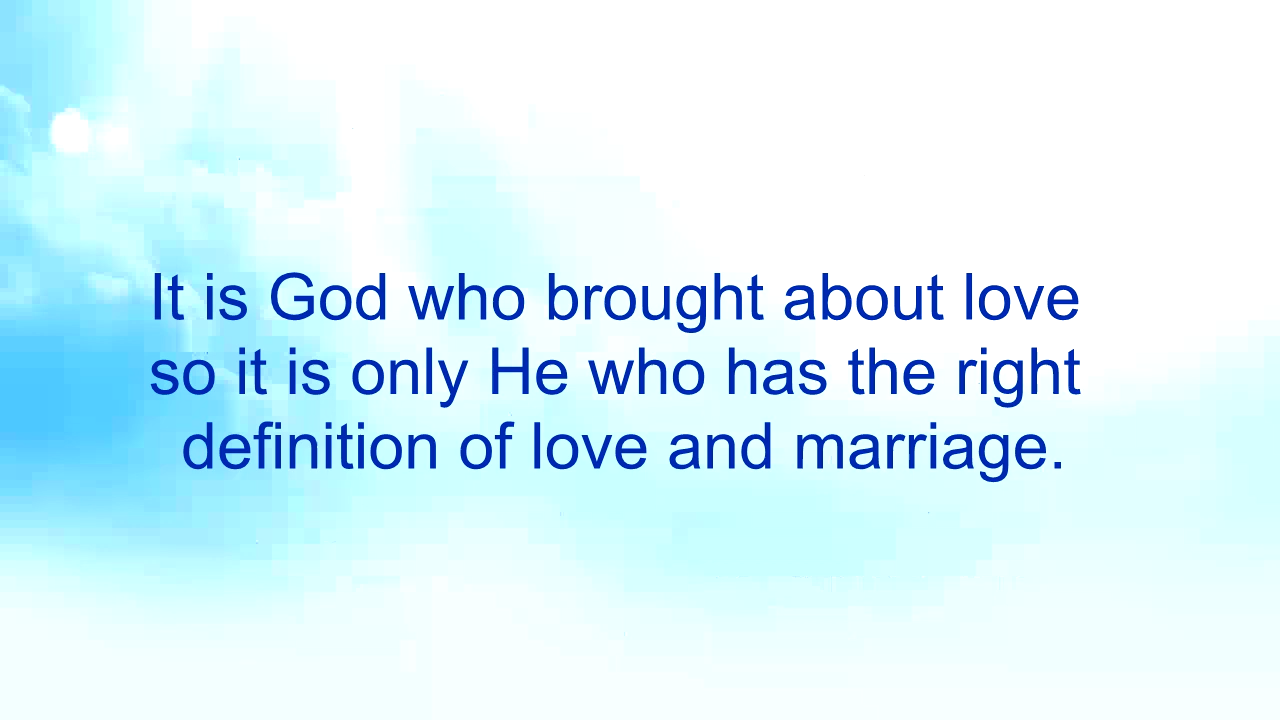 It is God who brought about love
so it is only He who has the right
definition of love and marriage.